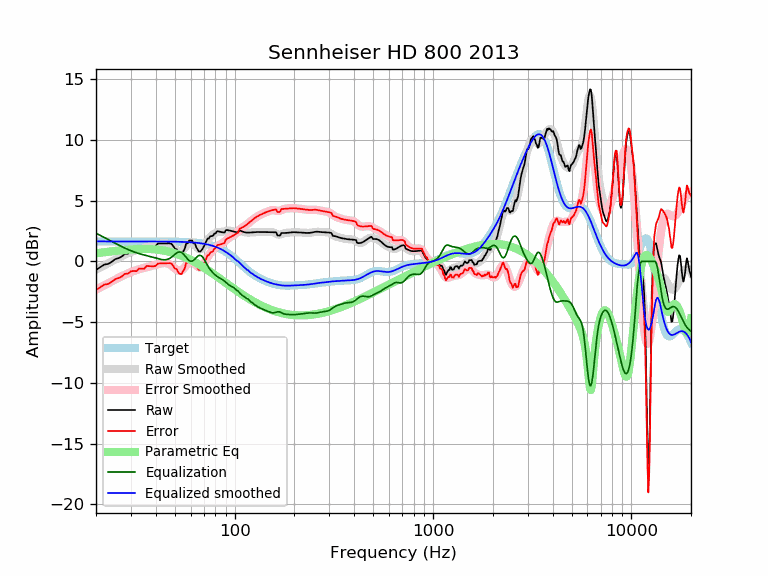 Sennheiser HD 800 2013
15
10
5
0
−5
−10
−15
−20
Amplitude (dBr)
Target
Raw Smoothed
Error Smoothed
Raw
Error
Parametric Eq
Equalization
Equalized smoothed
100
1000
10000
Frequency (Hz)